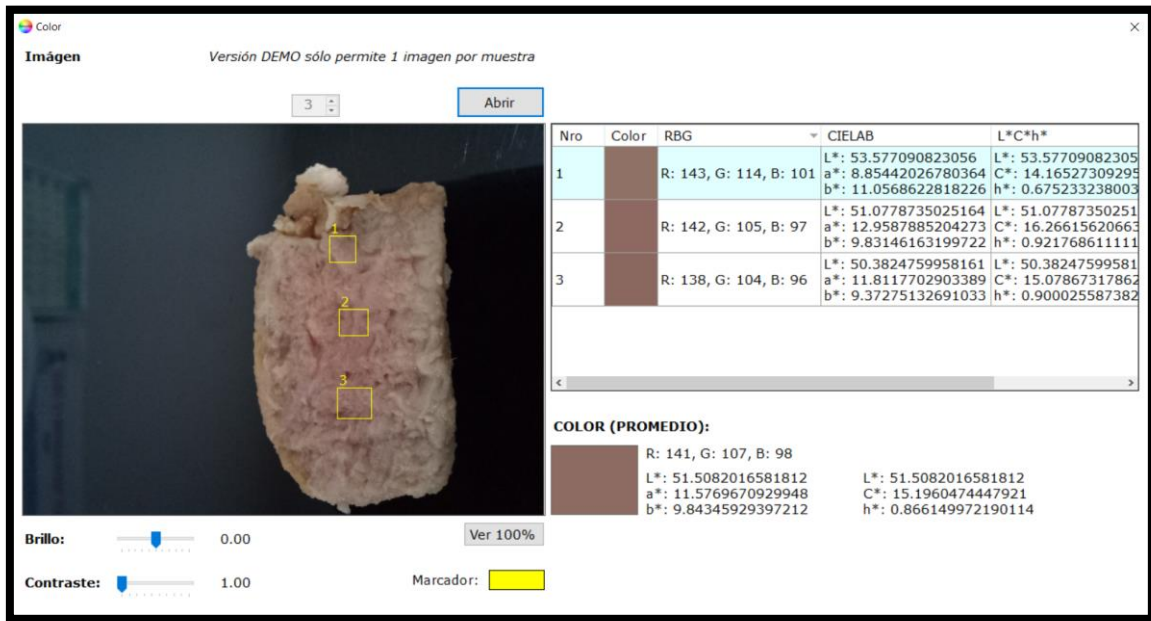 Color
Imágen
Versión DEMO sólo permite 1 imagen por muestra
3
Abrir
Nro Color RBG CIELAB L*C*h*
1 R: 143, G: 114, B: 101
L*: 53.577090823056 L*: 53.57709082305
a*: 8.85442026780364 C*: 14.16527309295
b*: 11.0568622818226 h*: 0.675233238003
2 R: 142, G: 105, B: 97
L*: 51.0778735025164 L*: 51.07787350251
a*: 12.9587885204273 C*: 16.26615620663
b*: 9.83146163199722 h*: 0.921768611111
3 R: 138, G: 104, B: 96
L*: 50.3824759958161 L*: 50.38247599581
a*: 11.8117702903389 C*: 15.07867317862
b*: 9.37275132691033 h*: 0.900025587382
1
2
3
COLOR (PROMEDIO):
R: 141, G: 107, B: 98
L*: 51.5082016581812 L*: 51.5082016581812
a*: 11.5769670929948 C*: 15.1960474447921
b*: 9.84345929397212 h*: 0.866149972190114
Brillo: 0.00
Ver 100%
Contraste: 1.00
Marcador: